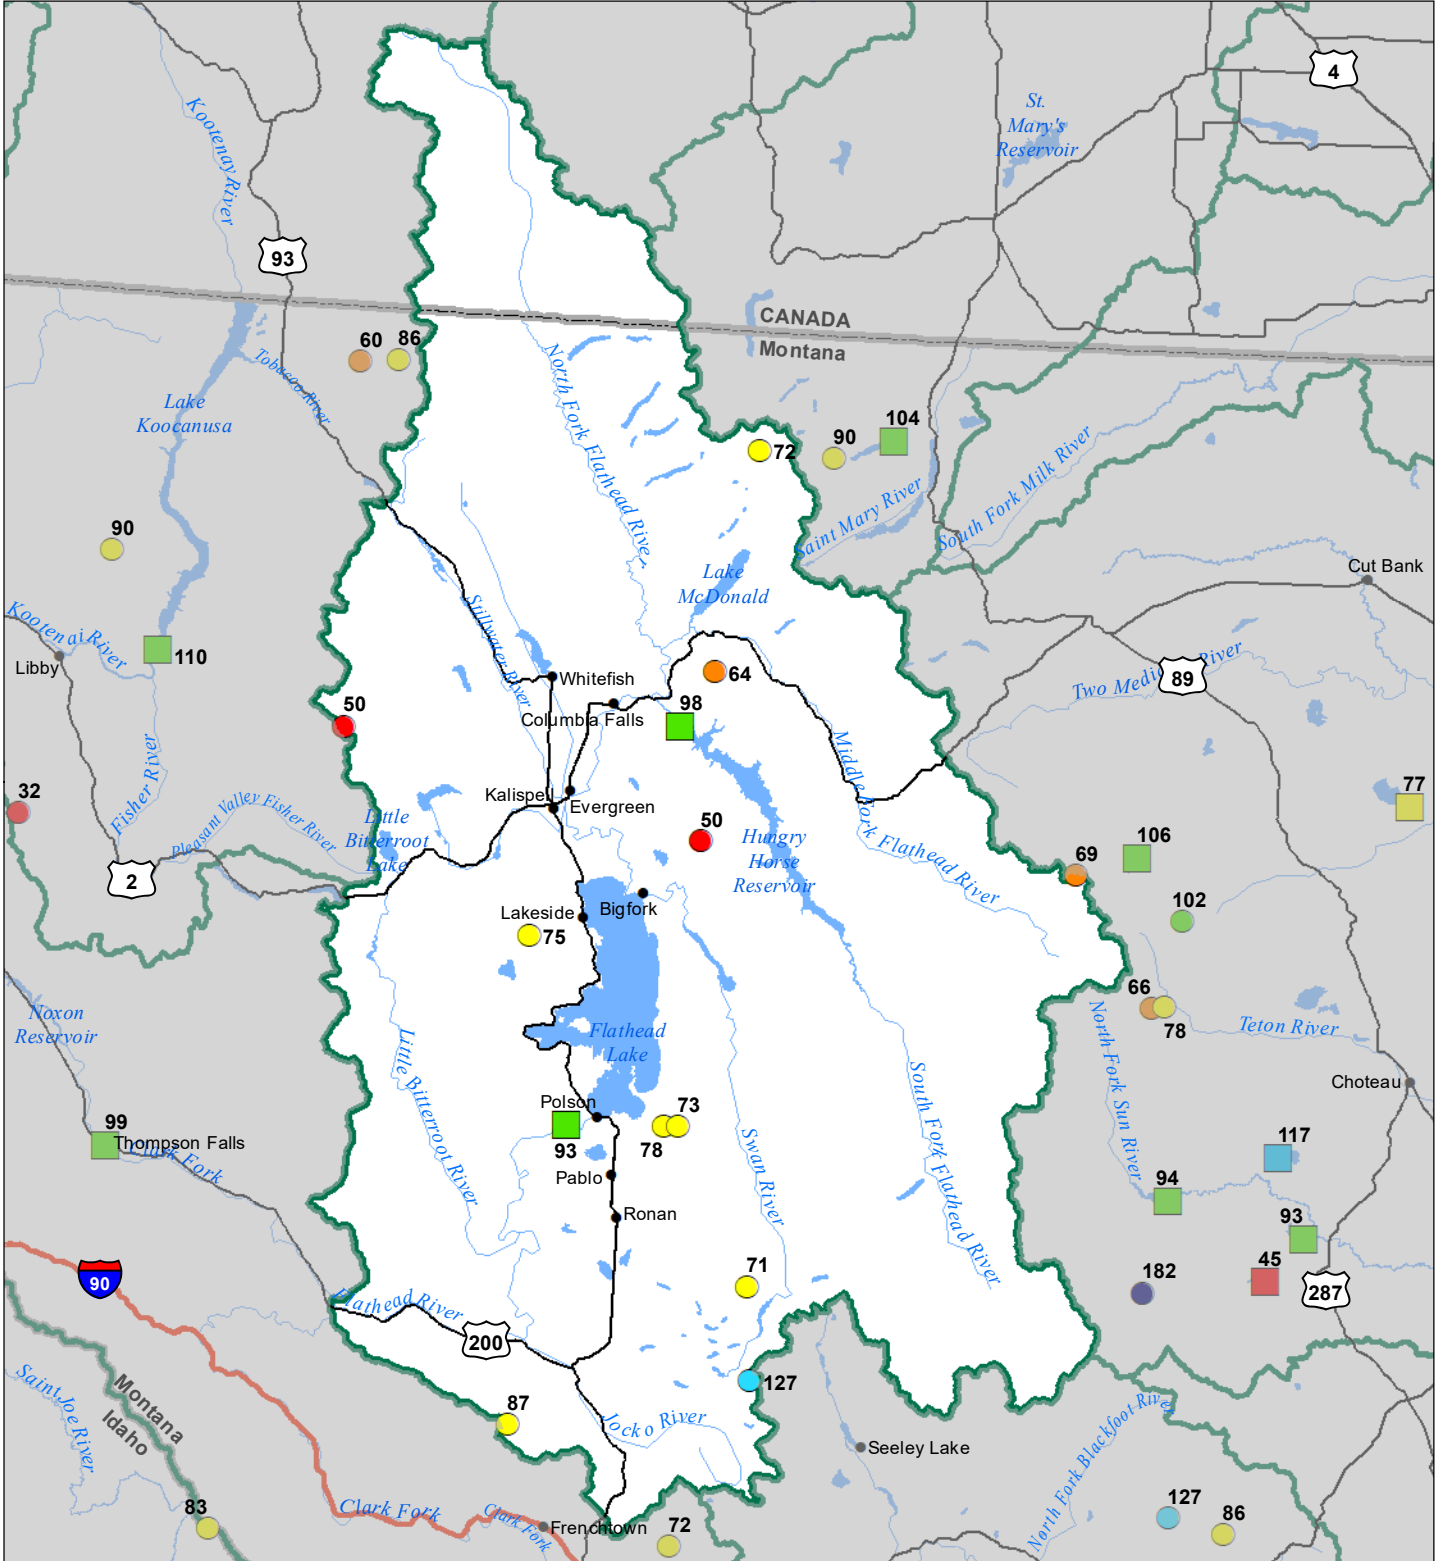 4
St.
Mary's
Reservoir
Kootenay River
93
CANADA
Montana
60
86
Tobacco River
North Fork Flathead River
Lake
Koocanusa
72
90
104
Saint Mary River
South Fork Milk River
90
Lake
McDonald
Cut Bank
Kootenai River
Libby
110
Stillwater River
Whitefish
64
Two Medicine River
89
50
Columbia Falls
98
Middle Fork Flathead River
Fisher River
32
Pleasant Valley Fisher River
Little
Bitterroot
Lake
Kalispell
Evergreen
50
Hungry
Horse
Reservoir
77
106
69
2
102
Lakeside
Bigfork
75
66
78
Noxon
Reservoir
Flathead
Lake
Little Bitterroot River
North Fork Sun River
Teton River
South Fork Flathead River
Choteau
Polson
93
78
73
99
Thompson Falls
Clark Fork
Swan River
117
Pablo
94
Ronan
93
71
182
45
287
90
Flathead River
200
127
Montana
Idaho
Saint Joe River
87
Jocko River
Seeley Lake
North Fork Blackfoot River
83
Clark Fork
Clark Fork
Frenchtown
72
127
86